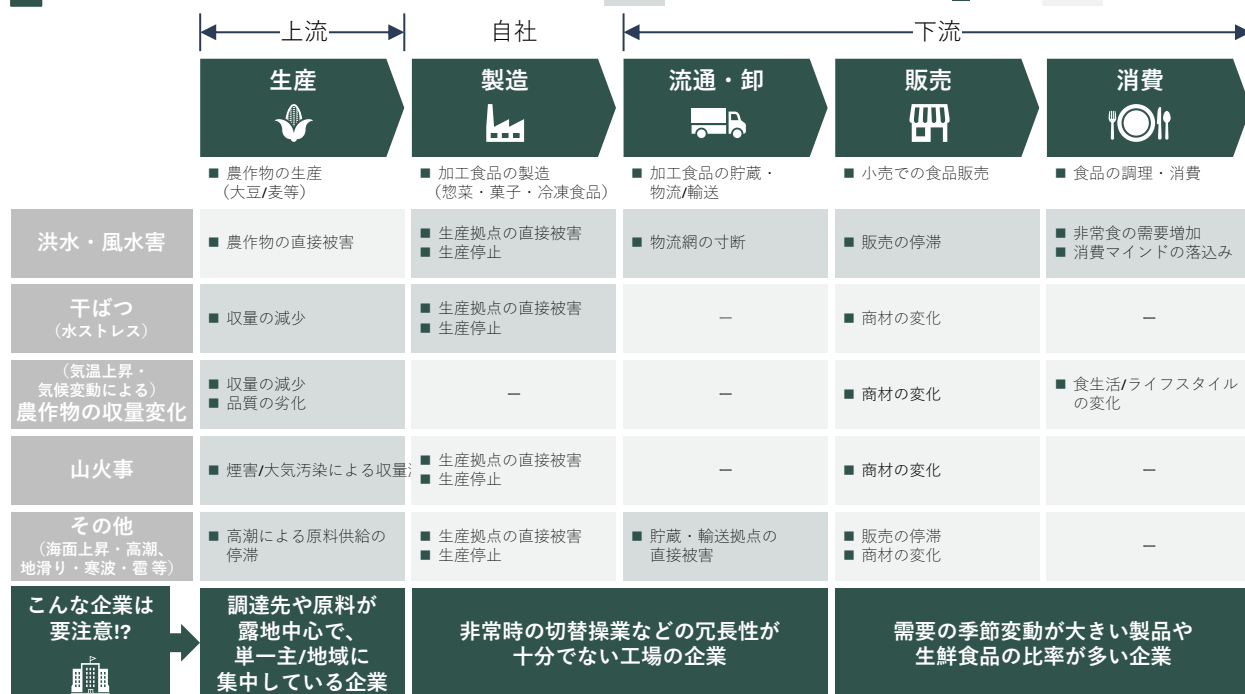 上流
自社
下流
生産
製造
流通・卸
販売
消費
■ 農作物の生産
（大豆/麦等）
■ 加工食品の製造
（惣菜・菓子・冷凍食品）
■ 加工食品の貯蔵・
物流/輸送
■ 小売での食品販売
■ 食品の調理・消費
洪水・風水害
■ 農作物の直接被害
■ 生産拠点の直接被害
■ 生産停止
■ 物流網の寸断
■ 販売の停滞
■ 非常食の需要増加
■ 消費マインドの落込み
干ばつ
（水ストレス）
■ 収量の減少
■ 生産拠点の直接被害
■ 生産停止
－
■ 商材の変化
－
（気温上昇・
気候変動による）
農作物の収量変化
■ 収量の減少
■ 品質の劣化
－
－
■ 商材の変化
■ 食生活/ライフスタイル
の変化
山火事
■ 煙害/大気汚染による収量
■ 生産拠点の直接被害
■ 生産停止
－
■ 商材の変化
－
その他
（海面上昇・高潮、
地滑り・寒波・雹 等）
■ 高潮による原料供給の
停滞
■ 生産拠点の直接被害
■ 生産停止
■ 貯蔵・輸送拠点の
直接被害
■ 販売の停滞
■ 商材の変化
－
こんな企業は
要注意!?
調達先や原料が
露地中心で、
単一主/地域に
集中している企業
非常時の切替操業などの冗長性が
十分でない工場の企業
需要の季節変動が大きい製品や
生鮮食品の比率が多い企業